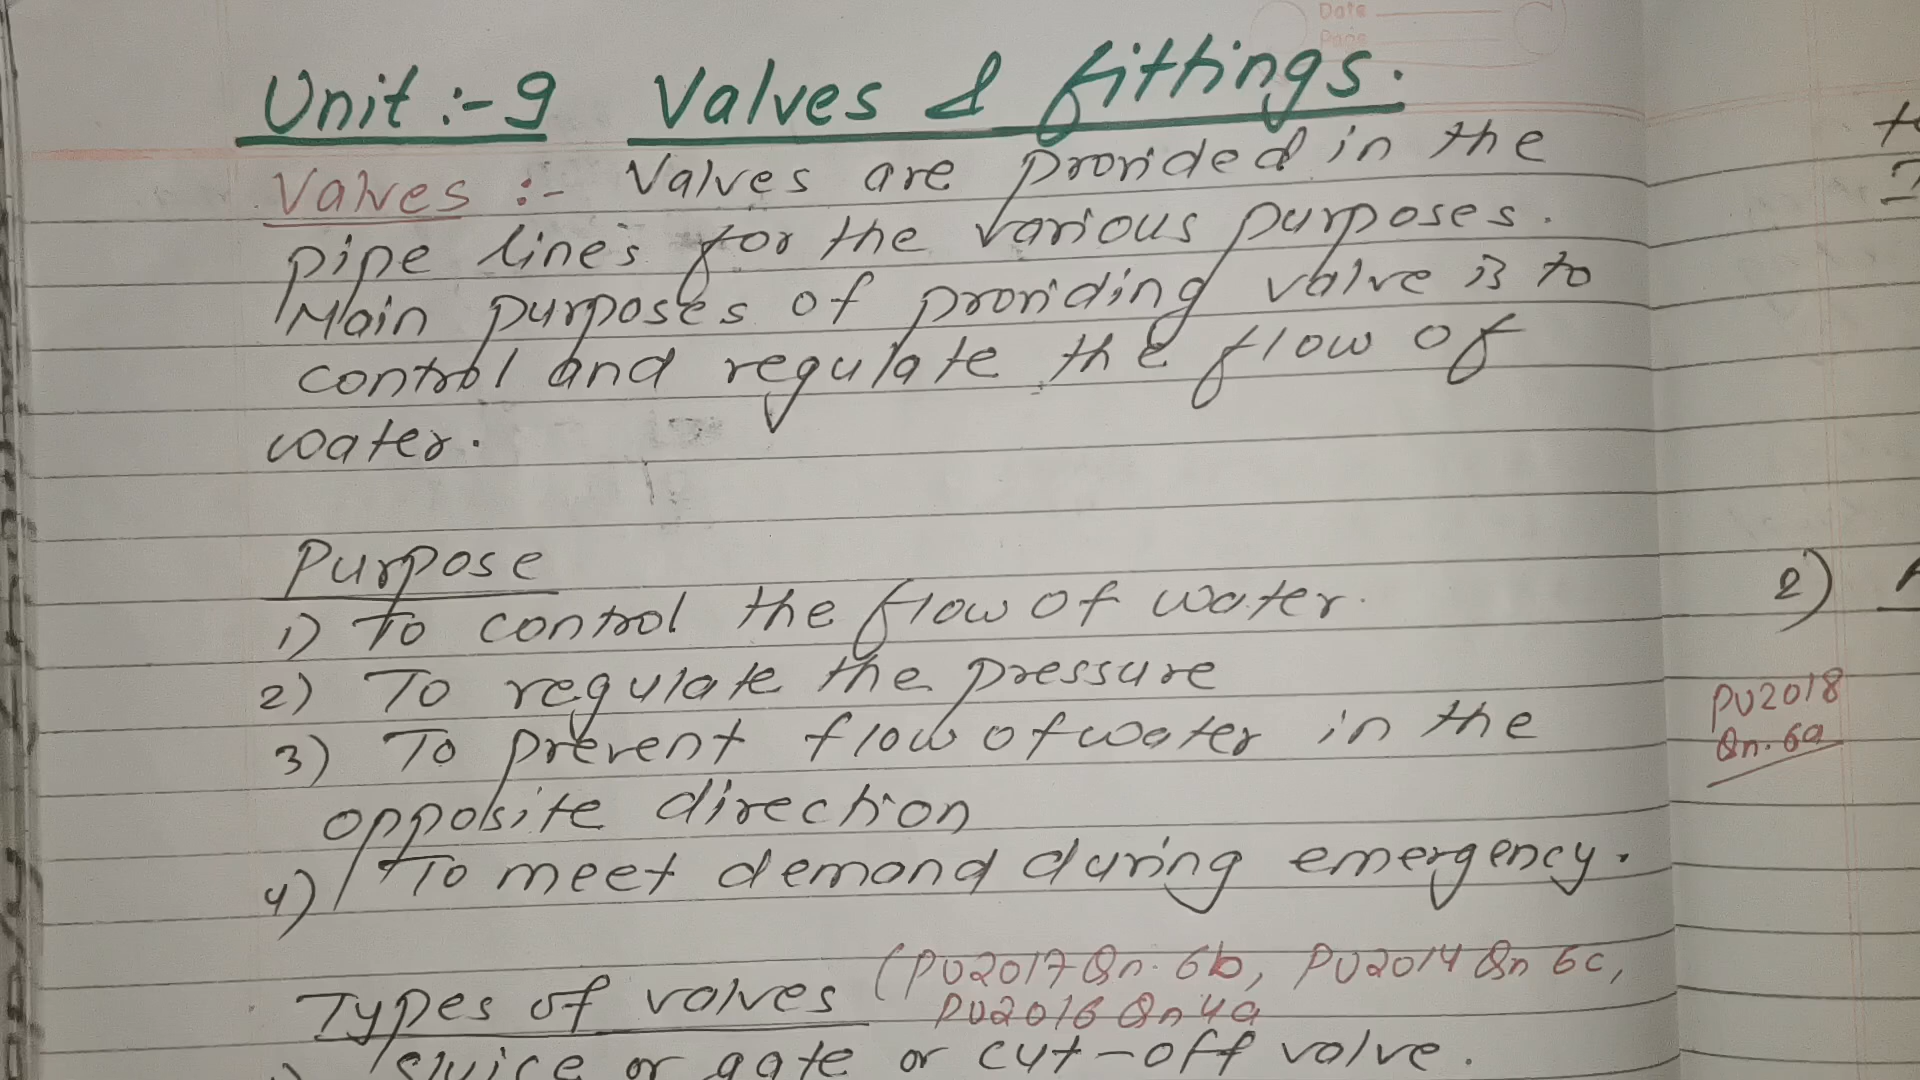 Date
Page
Unit :- 9 Valves & fittings.
Valves :- Valves are provided in the
pipe lines for the various purposes.
Main purposes of providing valve is to
control and regulate the flow of
water.
Purpose
1) To control the flow of water.
2) To regulate the pressure
3) To prevent flow of water in the
opposite direction
4) To meet demand during emergency.
Types of valves (PU2017 Qn. 6b, PU2014 Qn 6c,
PU2016 Qn 4a
sluice or gate or cut-off valve.
2)
PU2018
Qn. 6a